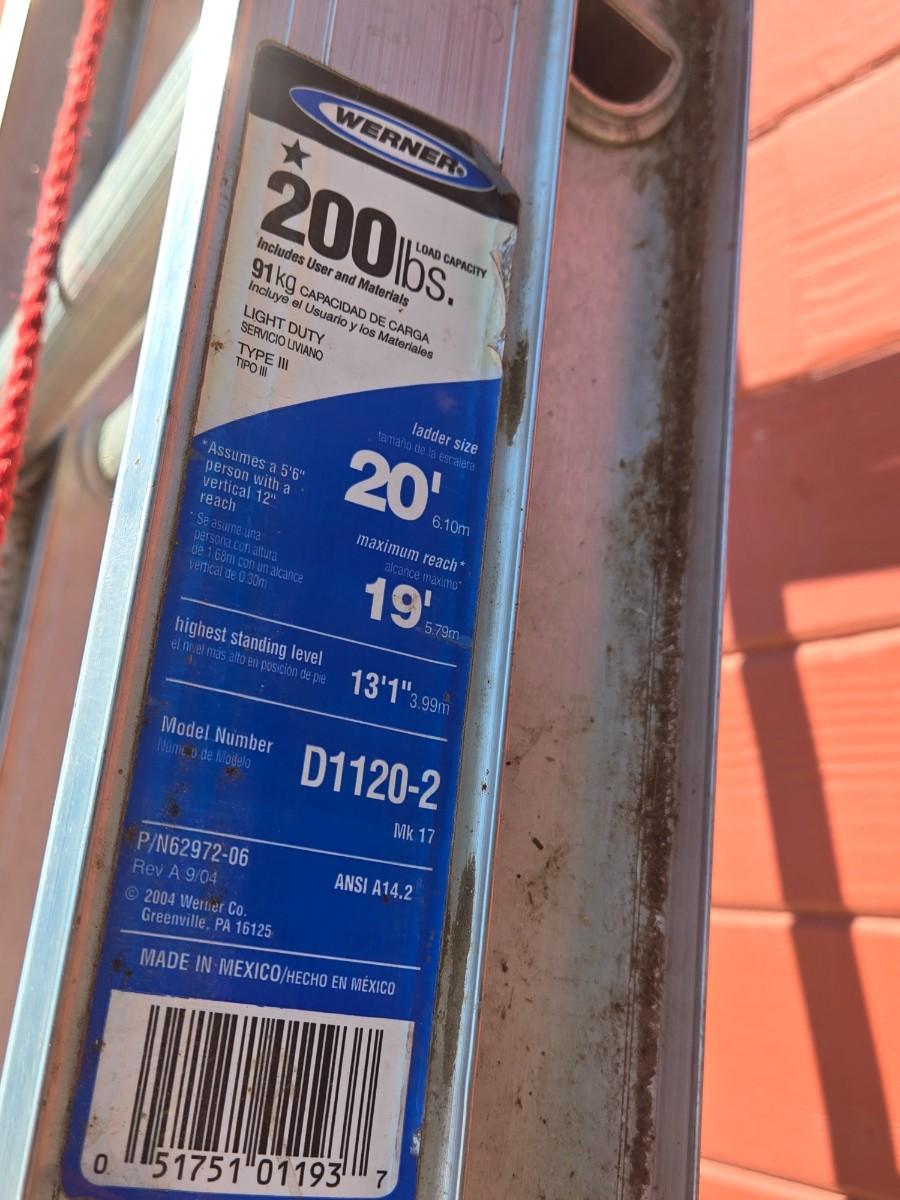 WERNER
200 lbs. LOAD CAPACITY
Includes User and Materials
91kg CAPACIDAD DE CARGA
Incluye el Usuario y los Materiales
LIGHT DUTY
SERVICIO LIVIANO
TYPE III
TIPO III
ladder size
tamaño de la escalera
20'
6.10m
*Assumes a 5'6"
person with a
vertical 12"
reach
Se asume una
persona con altura
de 1.68m con un alcance
vertical de 0.30m
maximum reach*
alcance máximo*
19'
5.79m
highest standing level
el nivel más alto en posición de pie
13'1" 3.99m
Model Number
Número de Modelo
D1120-2
Mk 17
P/N62972-06
Rev A 9/04
ANSI A14.2
© 2004 Werner Co.
Greenville, PA 16125
MADE IN MEXICO/HECHO EN MÉXICO
0 51751 01193 7